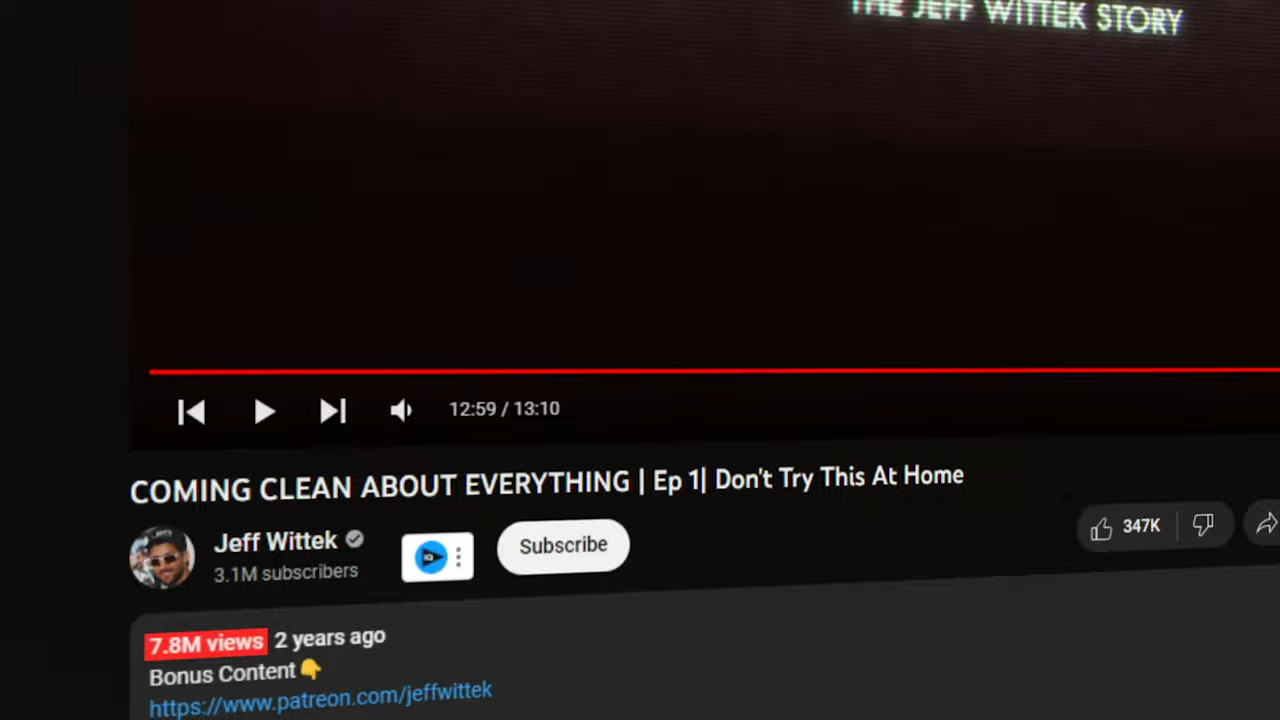 THE JEFF WITTEK STORY
12:59 / 13:10
COMING CLEAN ABOUT EVERYTHING | Ep 1| Don't Try This At Home
Jeff Wittek
3.1M subscribers
Subscribe
347K
7.8M views 2 years ago
Bonus Content👇
https://www.patreon.com/jeffwittek